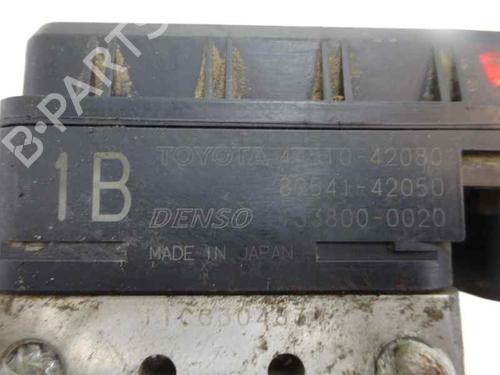 B-PARTS
1B
TOYOTA 44510-42080
89541-42050
DENSO 133800-0020
MADE IN JAPAN